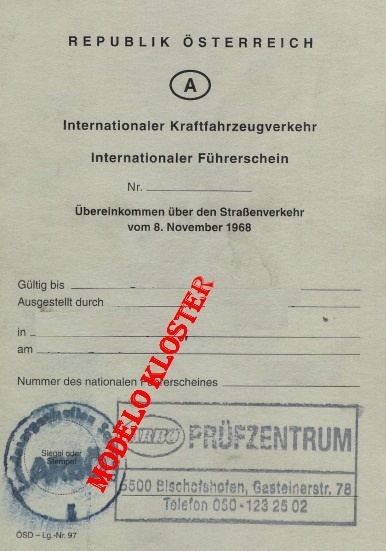 REPUBLIK ÖSTERREICH
A
Internationaler Kraftfahrzeugverkehr
Internationaler Führerschein
Nr.
Übereinkommen über den Straßenverkehr
vom 8. November 1968
Gültig bis
Ausgestellt durch
in
am
Nummer des nationalen Führerscheines
MODELO KLOSTER
Siegel oder
Stempel
ARBÖ PRÜFZENTRUM
5500 Bischofshofen, Gasteinerstr. 78
Telefon 050-123 25 02
ÖSD – Lg.-Nr. 97